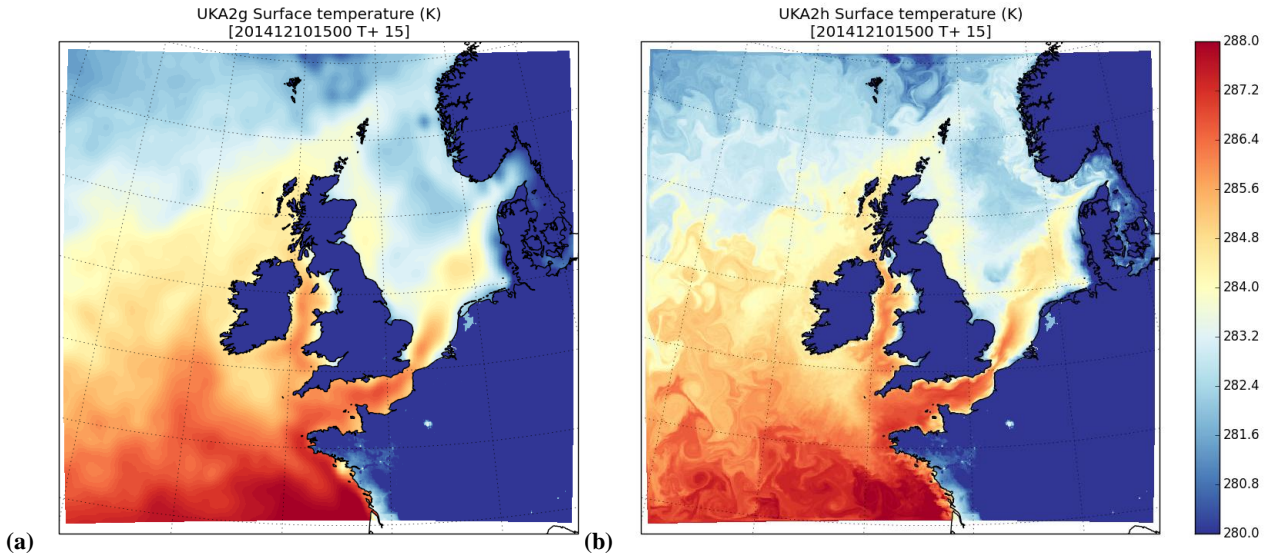 UKA2g Surface temperature (K)
[201412101500 T+ 15]
UKA2h Surface temperature (K)
[201412101500 T+ 15]
288.0
287.2
286.4
285.6
284.8
284.0
283.2
282.4
281.6
280.8
280.0
(a)
(b)